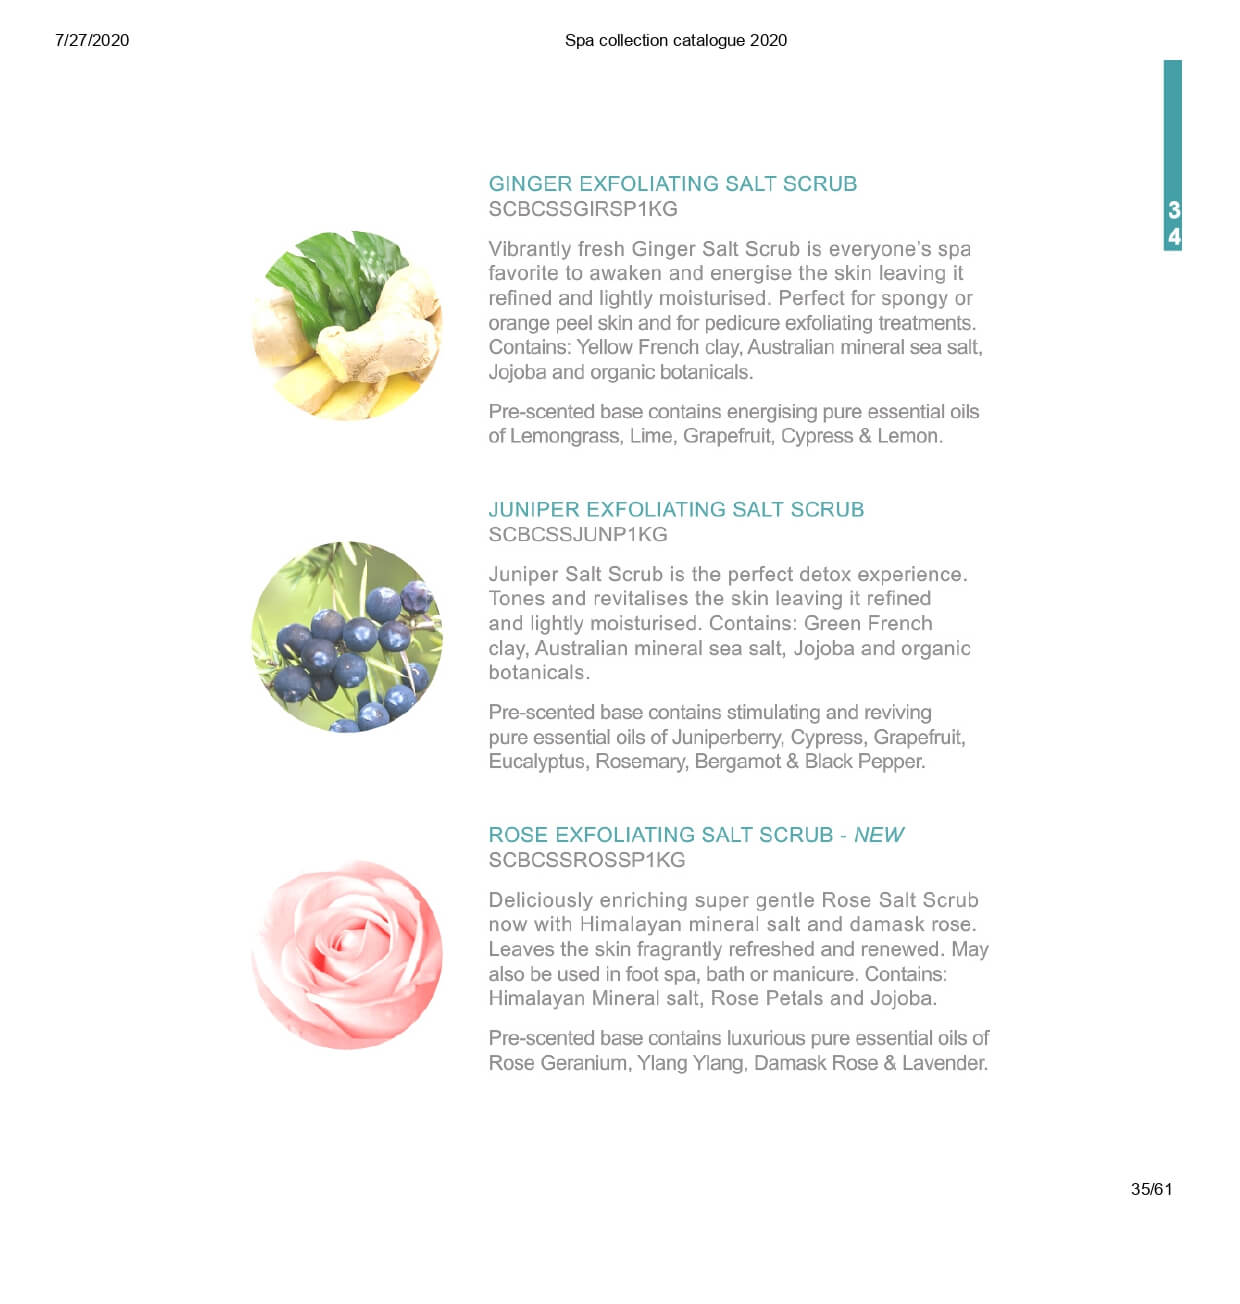 7/27/2020
Spa collection catalogue 2020
3
4
GINGER EXFOLIATING SALT SCRUB
SCBCSSGIRSP1KG
Vibrantly fresh Ginger Salt Scrub is everyone's spa
favorite to awaken and energise the skin leaving it
refined and lightly moisturised. Perfect for spongy or
orange peel skin and for pedicure exfoliating treatments.
Contains: Yellow French clay, Australian mineral sea salt,
Jojoba and organic botanicals.
Pre-scented base contains energising pure essential oils
of Lemongrass, Lime, Grapefruit, Cypress & Lemon.
JUNIPER EXFOLIATING SALT SCRUB
SCBCSSJUNP1KG
Juniper Salt Scrub is the perfect detox experience.
Tones and revitalises the skin leaving it refined
and lightly moisturised. Contains: Green French
clay, Australian mineral sea salt, Jojoba and organic
botanicals.
Pre-scented base contains stimulating and reviving
pure essential oils of Juniperberry, Cypress, Grapefruit,
Eucalyptus, Rosemary, Bergamot & Black Pepper.
ROSE EXFOLIATING SALT SCRUB - NEW
SCBCSSROSSP1KG
Deliciously enriching super gentle Rose Salt Scrub
now with Himalayan mineral salt and damask rose.
Leaves the skin fragrantly refreshed and renewed. May
also be used in foot spa, bath or manicure. Contains:
Himalayan Mineral salt, Rose Petals and Jojoba.
Pre-scented base contains luxurious pure essential oils of
Rose Geranium, Ylang Ylang, Damask Rose & Lavender.
35/61